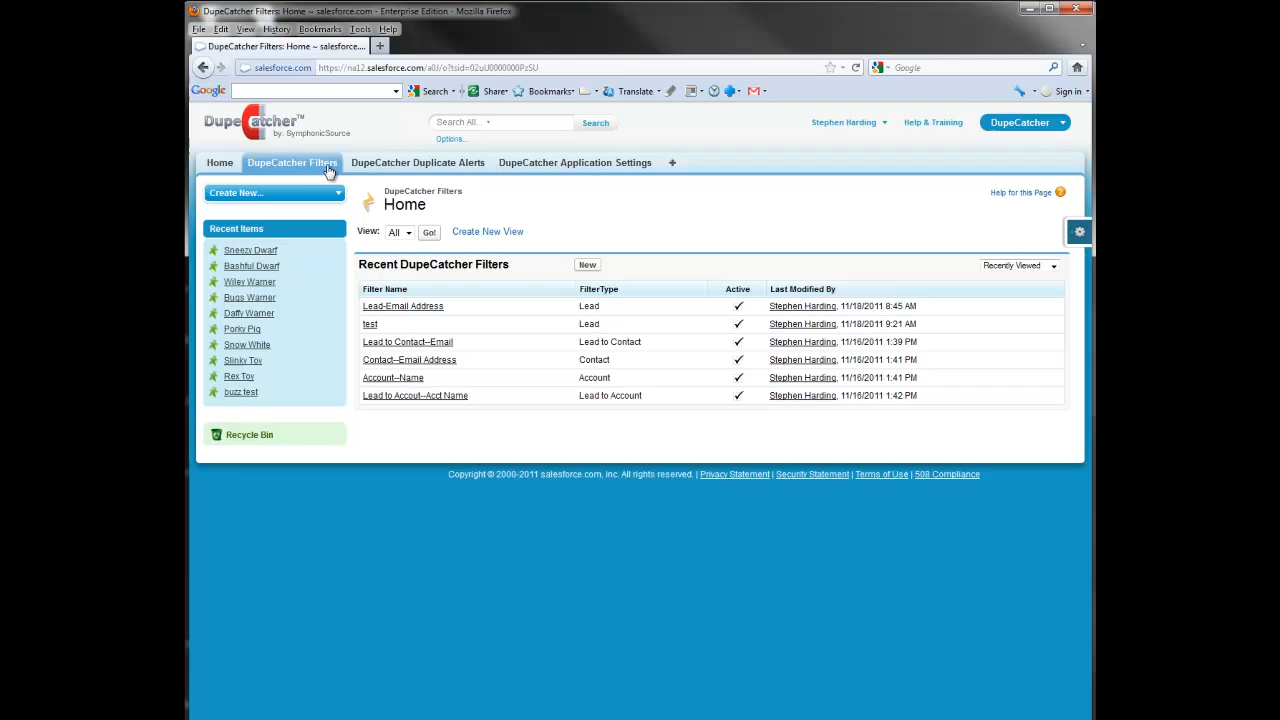 DupeCatcher Filters: Home ~ salesforce.com - Enterprise Edition - Mozilla Firefox
File Edit View History Bookmarks Tools Help
DupeCatcher Filters: Home ~ salesforce.... +
salesforce.com https://na12.salesforce.com/a0J/o?tsid=02uU0000000PzSU Google
Google Search Share Bookmarks Translate Sign in
DupeCatcher™
by: SymphonicSource
Search All... Search
Options...
Stephen Harding Help & Training DupeCatcher
Home DupeCatcher Filters DupeCatcher Duplicate Alerts DupeCatcher Application Settings +
Create New...
Recent Items
Sneezy Dwarf
Bashful Dwarf
Wiley Warner
Bugs Warner
Daffy Warner
Porky Pig
Snow White
Slinky Toy
Rex Toy
buzz test
Recycle Bin
DupeCatcher Filters
Home
Help for this Page ?
View: All Go! Create New View
Recent DupeCatcher Filters New Recently Viewed
Filter Name FilterType Active Last Modified By
Lead-Email Address Lead ✓ Stephen Harding, 11/18/2011 8:45 AM
test Lead ✓ Stephen Harding, 11/18/2011 9:21 AM
Lead to Contact--Email Lead to Contact ✓ Stephen Harding, 11/16/2011 1:39 PM
Contact--Email Address Contact ✓ Stephen Harding, 11/16/2011 1:41 PM
Account--Name Account ✓ Stephen Harding, 11/16/2011 1:41 PM
Lead to Accout--Acct Name Lead to Account ✓ Stephen Harding, 11/16/2011 1:42 PM
Copyright © 2000-2011 salesforce.com, inc. All rights reserved. | Privacy Statement | Security Statement | Terms of Use | 508 Compliance